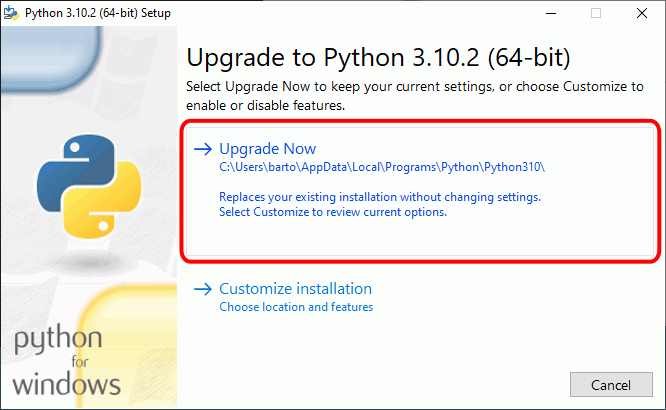 Python 3.10.2 (64-bit) Setup
Upgrade to Python 3.10.2 (64-bit)
Select Upgrade Now to keep your current settings, or choose Customize to
enable or disable features.
Upgrade Now
C:\Users\barto\AppData\Local\Programs\Python\Python310\
Replaces your existing installation without changing settings.
Select Customize to review current options.
Customize installation
Choose location and features
python
for
windows
Cancel